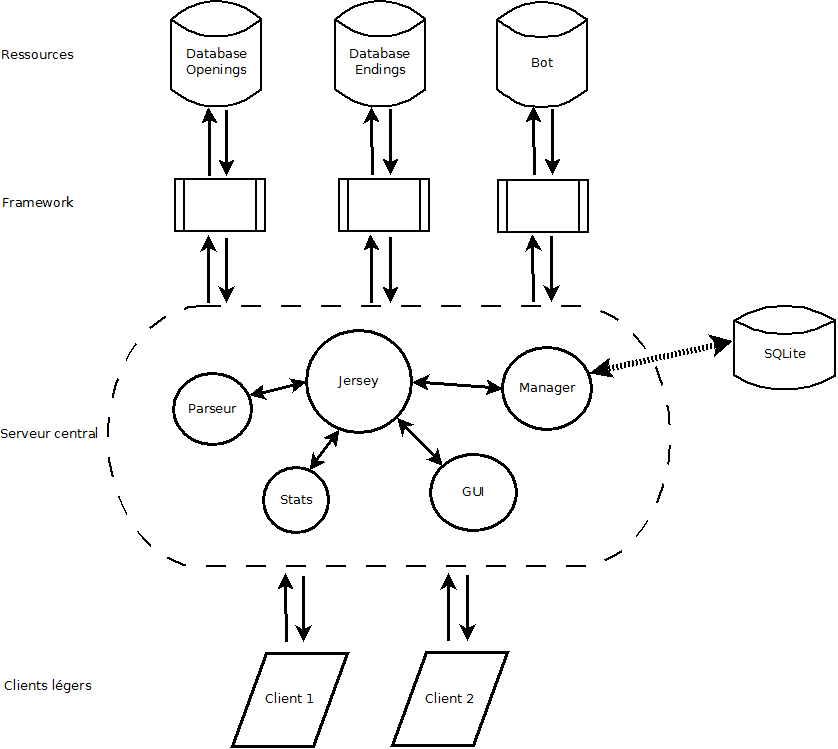 Ressources
Database
Openings
Database
Endings
Bot
Framework
SQLite
Jersey
Manager
Parseur
Serveur central
Stats
GUI
Clients légers
Client 1
Client 2